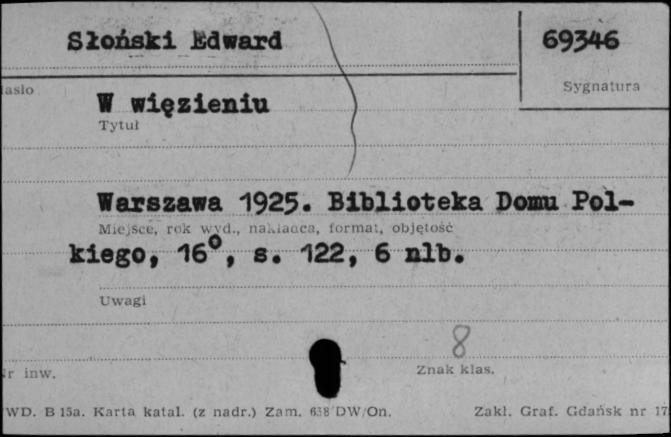 Słoński Edward
69346
Sygnatura
W więzieniu
Tytuł
Warszawa 1925. Biblioteka Domu Pol-
Miejsce, rok wyd., nakładca, format, objętość
kiego, 16°, s. 122, 6 nlb.
Uwagi
8
inw.
Znak klas.
WD. B 15a. Karta katal. (z nadr.) Zam. 638 DW/On.
Zakł. Graf. Gdańsk nr 17